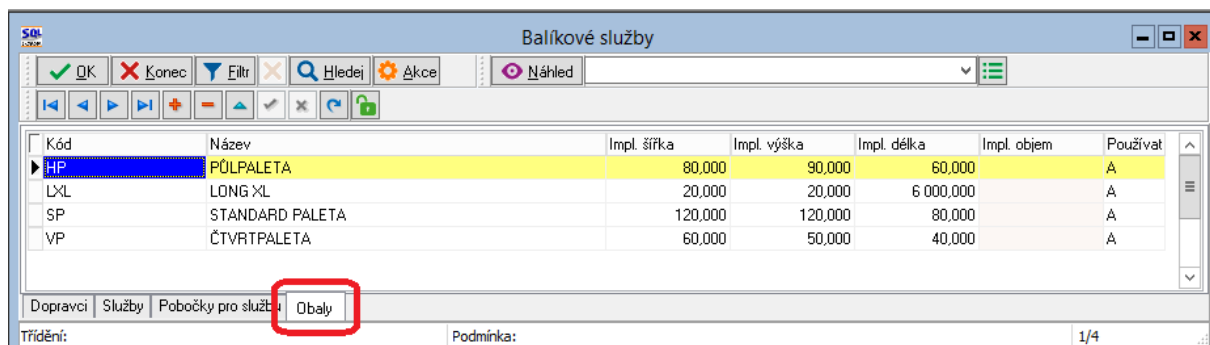 SQL
Balíkové služby
OK Konec Filtr Hledej Akce Náhled
Kód Název Impl. šířka Impl. výška Impl. délka Impl. objem Používat
HP PŮLPALETA 80,000 90,000 60,000 A
LXL LONG XL 20,000 20,000 6 000,000 A
SP STANDARD PALETA 120,000 120,000 80,000 A
VP ČTVRTPALETA 60,000 50,000 40,000 A
Dopravci Služby Pobočky pro službu Obaly
Třídění: Podmínka: 1/4